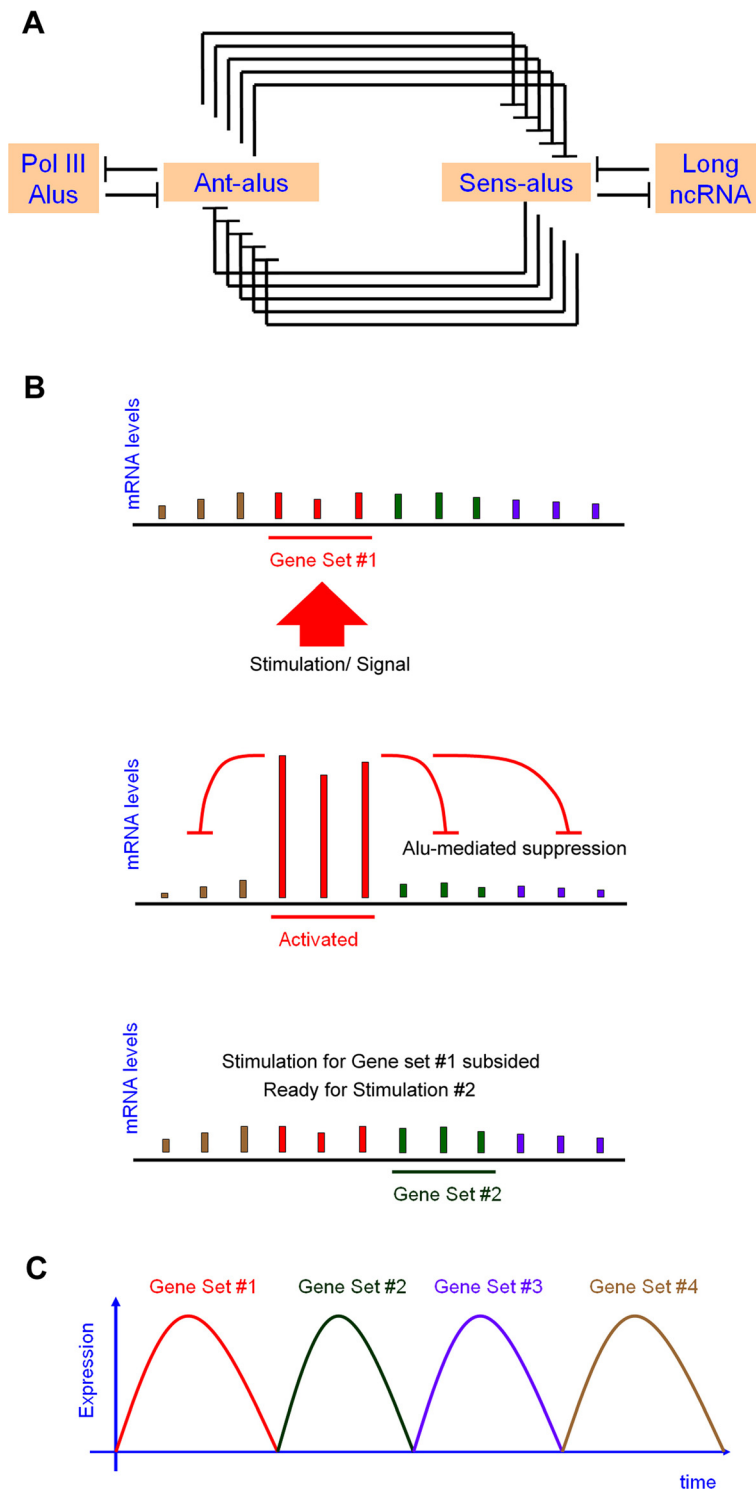 A
Pol III
Alus
Ant-alus
Sens-alus
Long
ncRNA
B
mRNA levels
Gene Set #1
Stimulation/ Signal
mRNA levels
Alu-mediated suppression
Activated
mRNA levels
Stimulation for Gene set #1 subsided
Ready for Stimulation #2
Gene Set #2
C
Gene Set #1
Gene Set #2
Gene Set #3
Gene Set #4
Expression
time